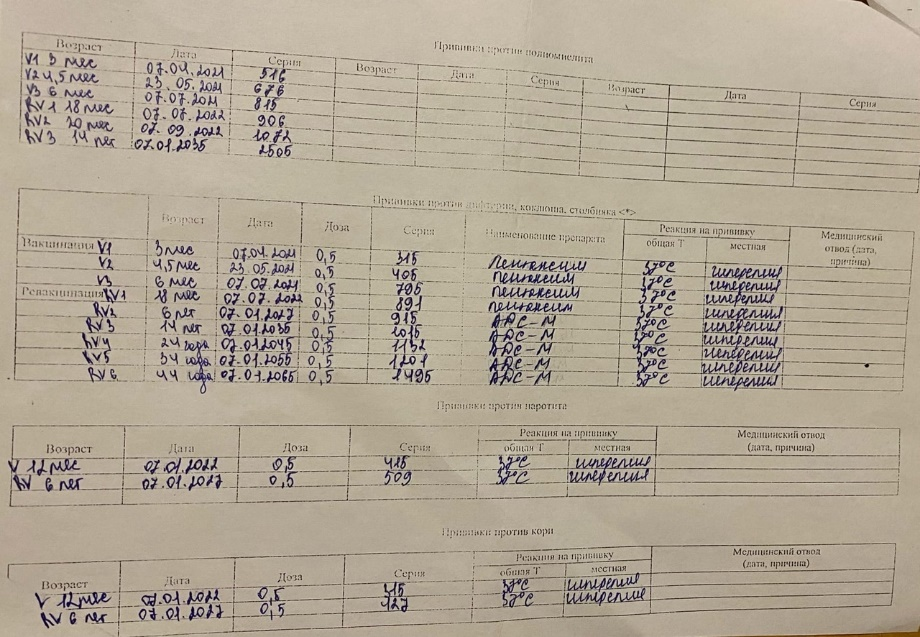 Прививки против полиомиелита
Возраст Дата Серия Возраст Дата Серия Возраст Дата Серия
V1 3 мес 07.04.2021 516
V2 4,5 мес 23.05.2021 676
V3 6 мес 07.07.2021 815
RV1 18 мес 07.07.2022 906
RV2 20 мес 07.09.2022 1072
RV3 14 лет 07.01.2035 2505
Прививки против дифтерии, коклюша, столбняка <*>
Возраст Дата Доза Серия Наименование препарата Реакция на прививку Медицинский отвод (дата, причина)
общая Т местная
Вакцинация V1 3 мес 07.04.2021 0,5 315 Пентаксим 37°C гиперемия
V2 4,5 мес 23.05.2021 0,5 405 Пентаксим 37°C гиперемия
V3 6 мес 07.07.2021 0,5 795 Пентаксим 37°C гиперемия
Ревакцинация RV1 18 мес 07.07.2022 0,5 891 Пентаксим 37°C гиперемия
RV2 6 лет 07.01.2027 0,5 915 АДС-М 37°C гиперемия
RV3 14 лет 07.01.2035 0,5 1015 АДС-М 37°C гиперемия
RV4 24 года 07.01.2045 0,5 1132 АДС-М 37°C гиперемия
RV5 34 года 07.01.2055 0,5 1201 АДС-М 37°C гиперемия
RV6 44 года 07.01.2065 0,5 1495 АДС-М 37°C гиперемия
Прививки против паротита
Возраст Дата Доза Серия Реакция на прививку Медицинский отвод
общая Т местная (дата, причина)
V 12 мес 07.01.2022 0,5 415 37°C гиперемия
RV 6 лет 07.01.2027 0,5 509 37°C гиперемия
Прививки против кори
Возраст Дата Доза Серия Реакция на прививку Медицинский отвод
общая Т местная (дата, причина)
V 12 мес 07.01.2022 0,5 315 37°C гиперемия
RV 6 лет 07.01.2027 0,5 427 37°C гиперемия